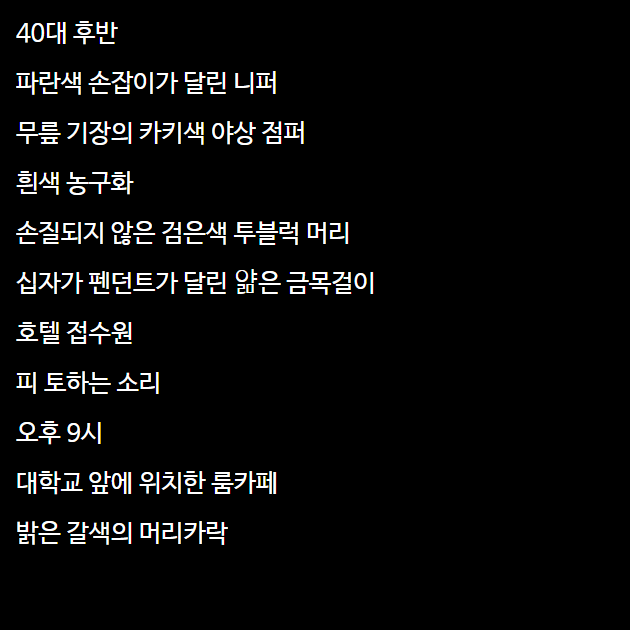 40대 후반
파란색 손잡이가 달린 니퍼
무릎 기장의 카키색 야상 점퍼
흰색 농구화
손질되지 않은 검은색 투블럭 머리
십자가 펜던트가 달린 얇은 금목걸이
호텔 접수원
피 토하는 소리
오후 9시
대학교 앞에 위치한 룸카페
밝은 갈색의 머리카락